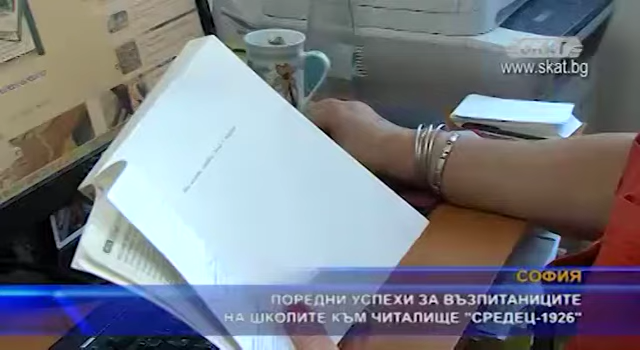 СКАТ
www.skat.bg
СОФИЯ
ПОРЕДНИ УСПЕХИ ЗА ВЪЗПИТАНИЦИТЕ
НА ШКОЛИТЕ КЪМ ЧИТАЛИЩЕ "СРЕДЕЦ-1926"